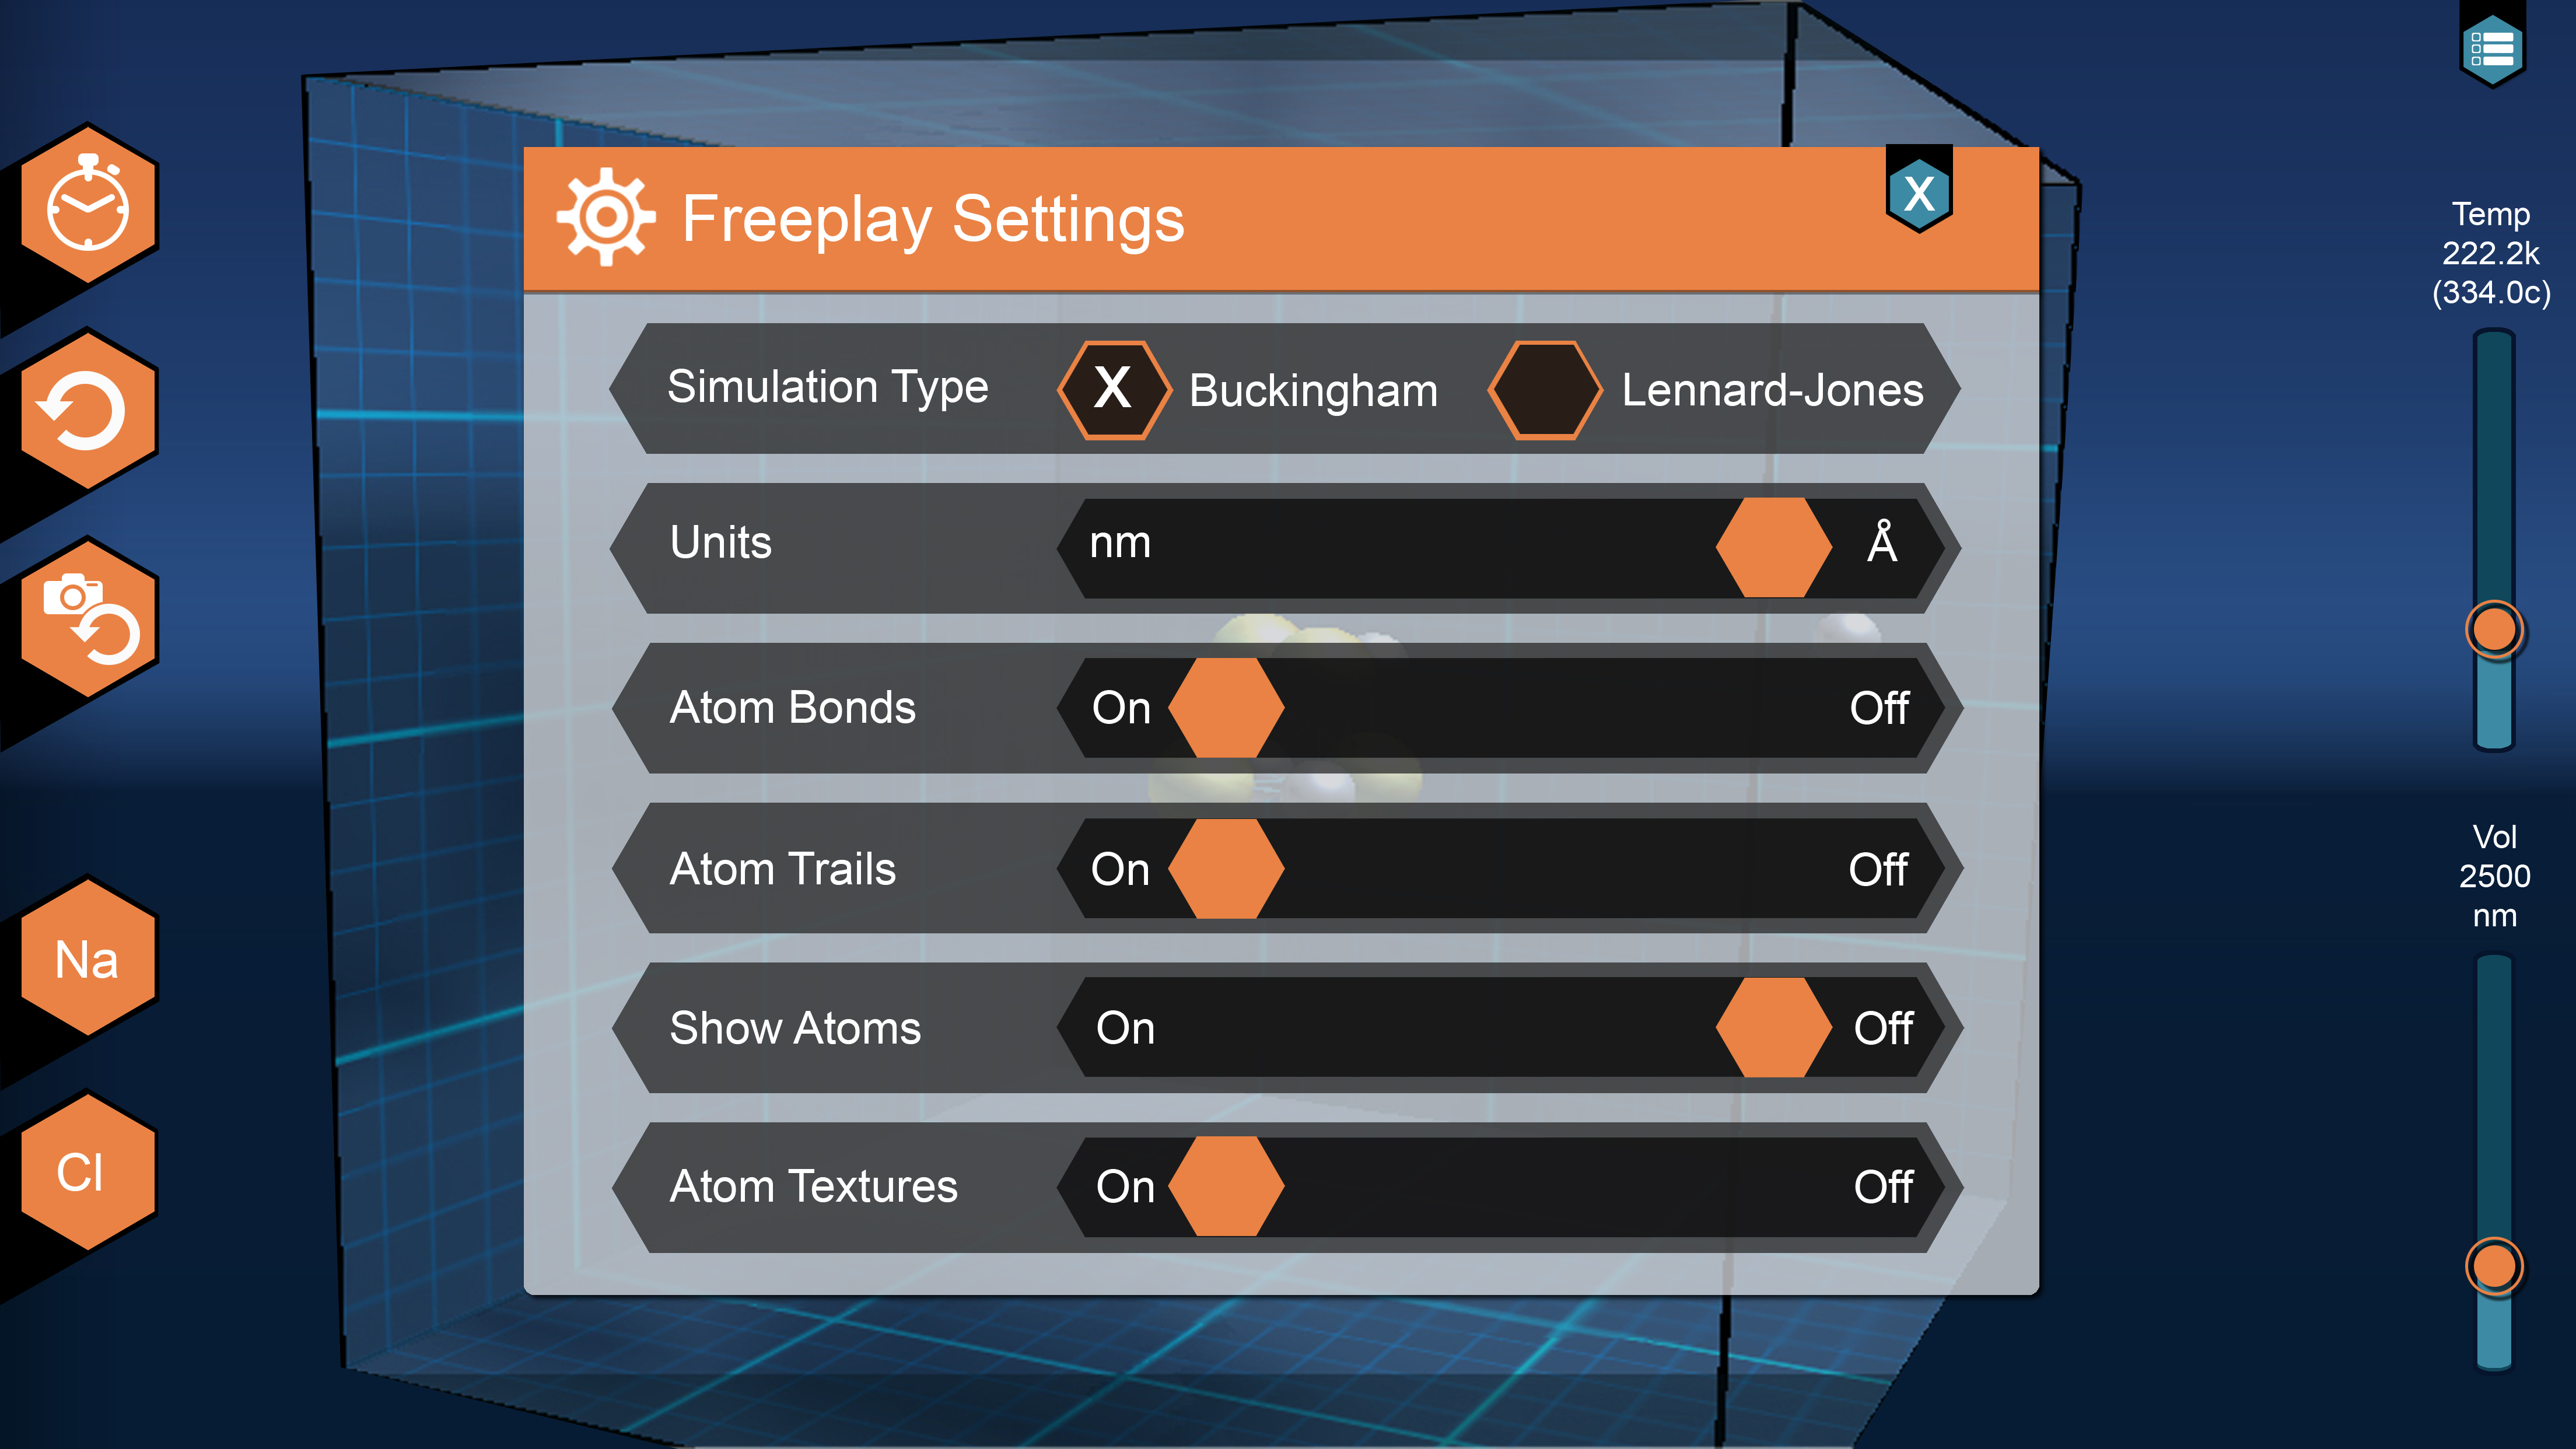 Freeplay Settings
X
Simulation Type X Buckingham Lennard-Jones
Units nm Å
Atom Bonds On Off
Atom Trails On Off
Show Atoms On Off
Atom Textures On Off
Na
Cl
Temp
222.2k
(334.0c)
Vol
2500
nm